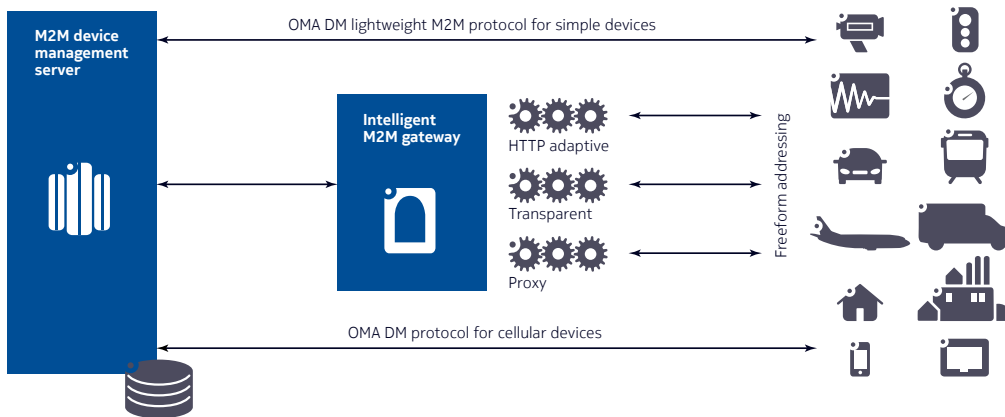 OMA DM lightweight M2M protocol for simple devices
M2M device
management
server
Intelligent
M2M gateway
HTTP adaptive
Transparent
Proxy
Freeform addressing
OMA DM protocol for cellular devices